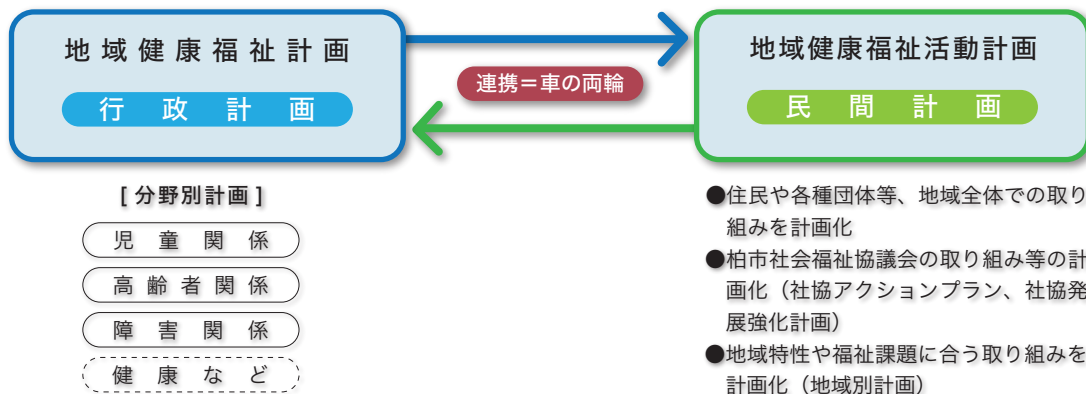 地域健康福祉計画
行政計画
連携＝車の両輪
地域健康福祉活動計画
民間計画
[分野別計画]
児童関係
高齢者関係
障害関係
健康など
●住民や各種団体等、地域全体での取り
組みを計画化
●柏市社会福祉協議会の取り組み等の計
画化（社協アクションプラン、社協発
展強化計画）
●地域特性や福祉課題に合う取り組みを
計画化（地域別計画）